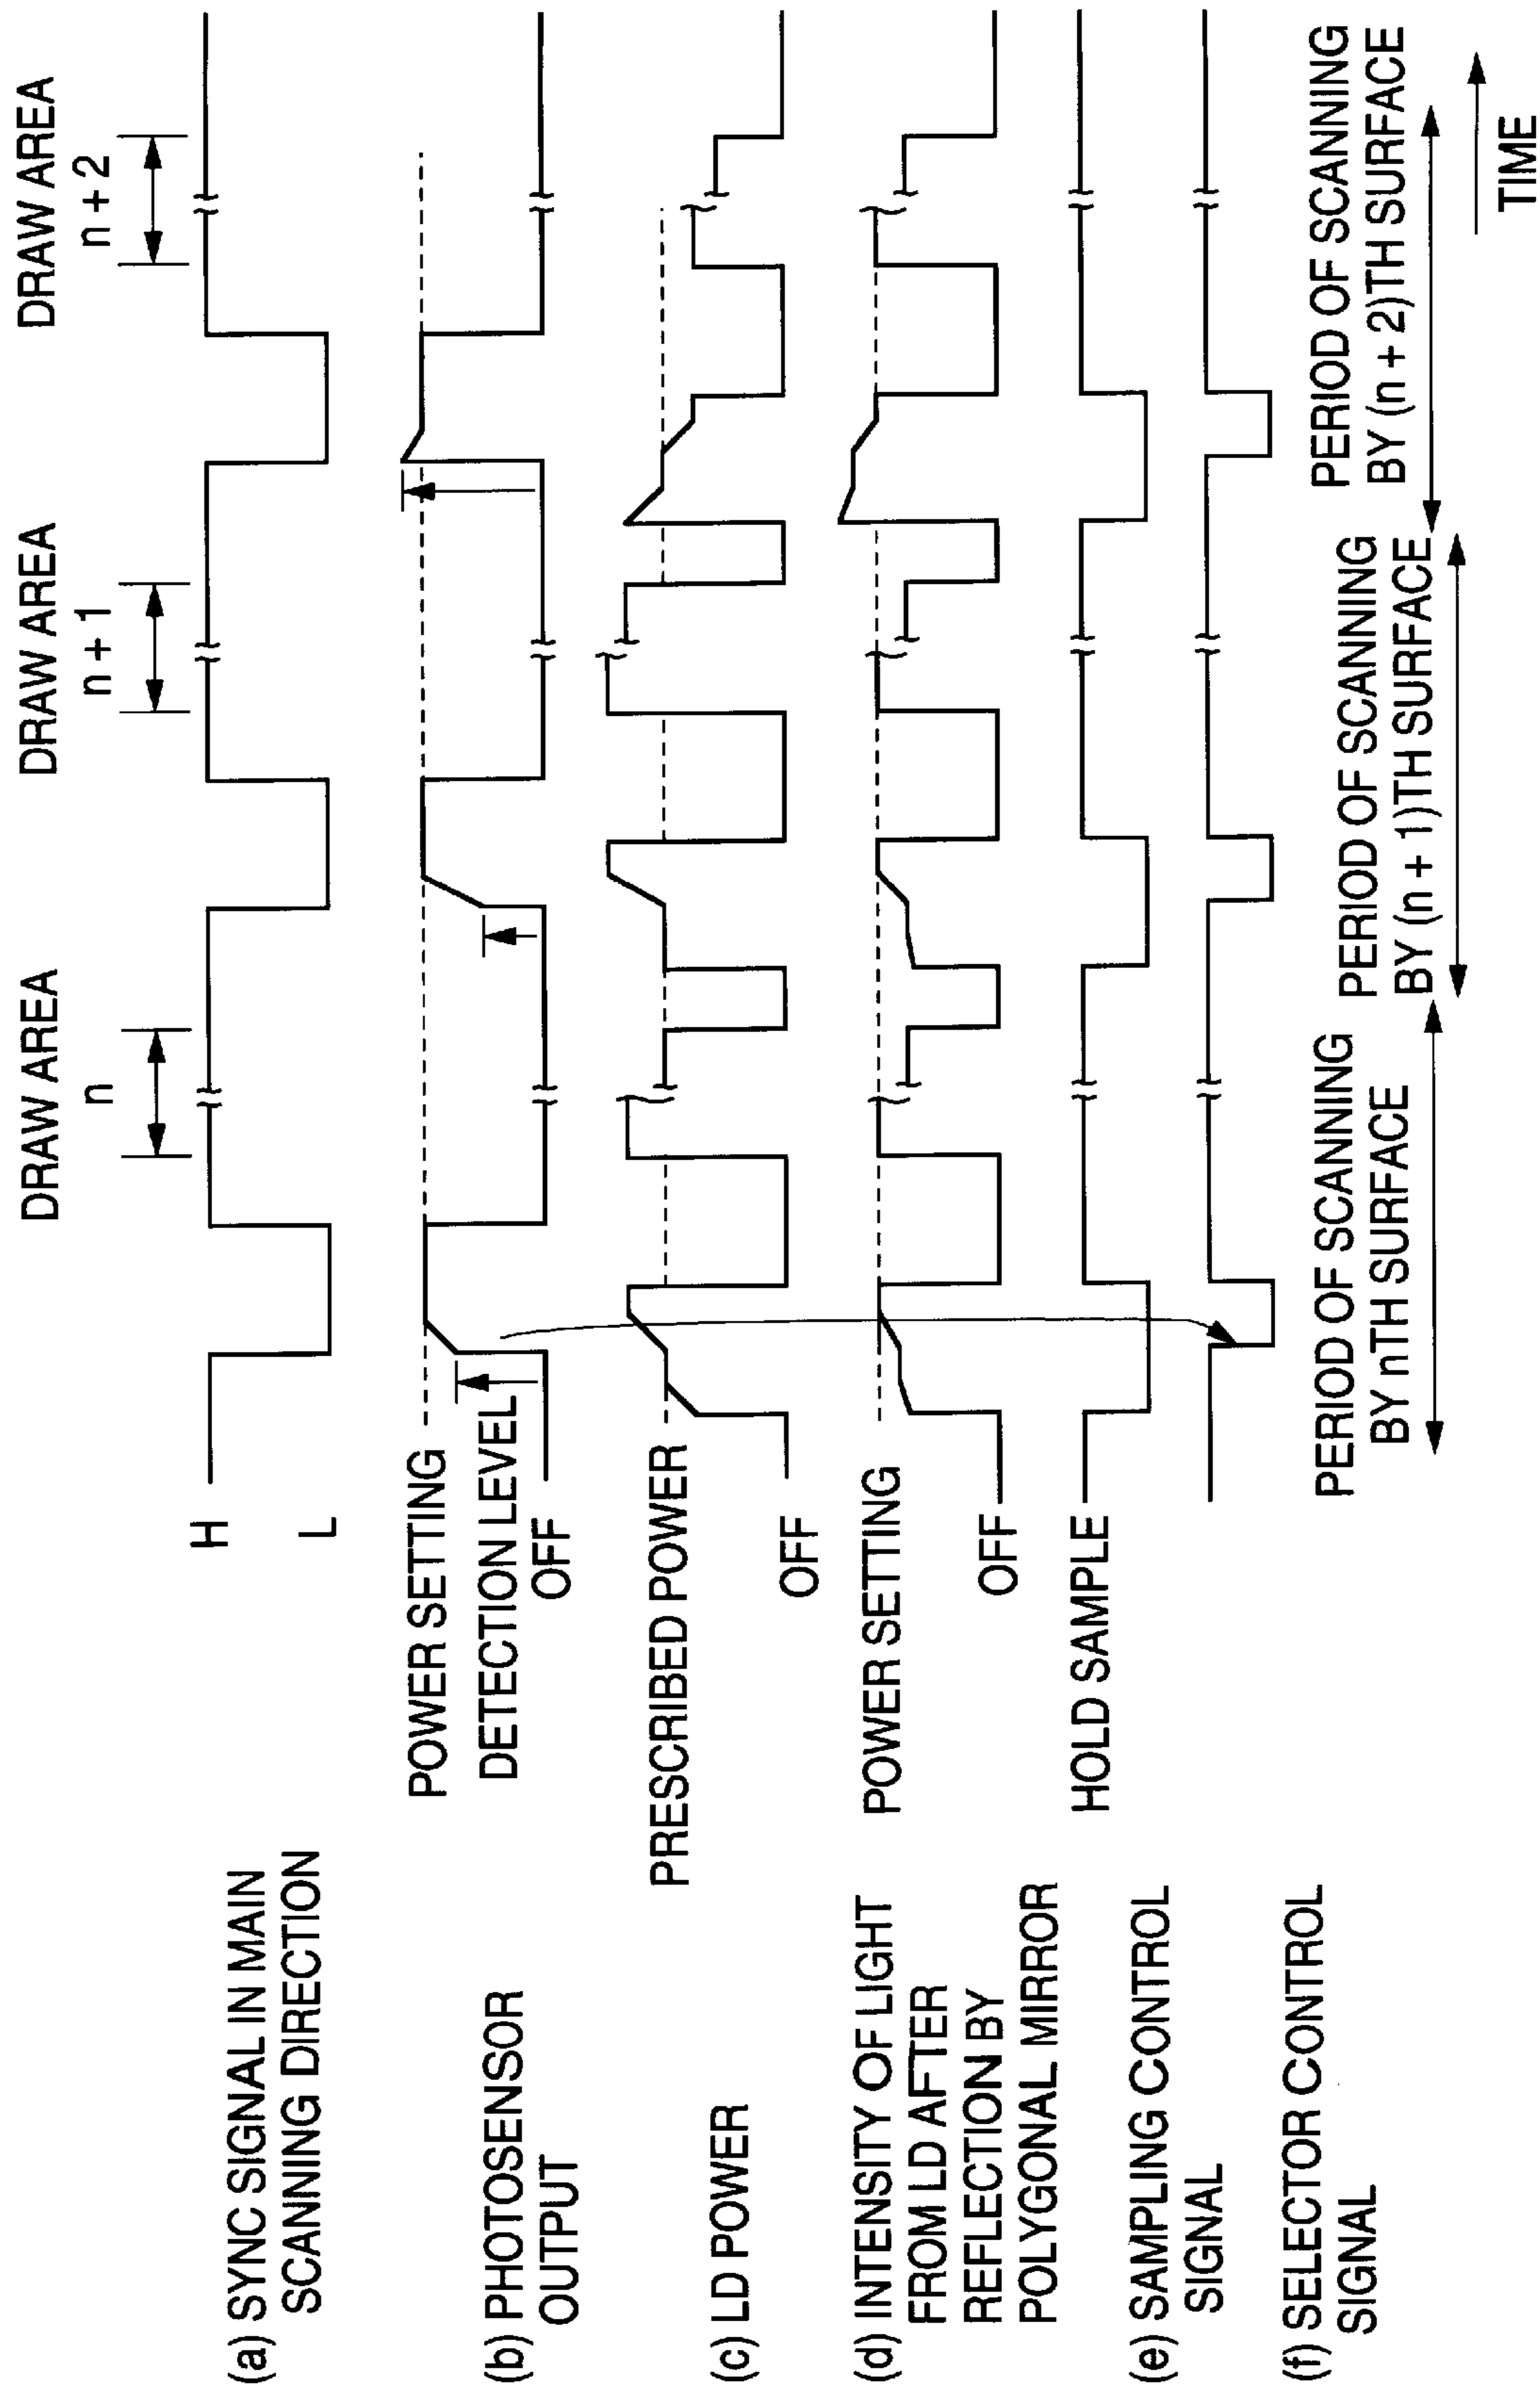 DRAW AREA
n
DRAW AREA
n + 1
DRAW AREA
n + 2
(a) SYNC SIGNAL IN MAIN
SCANNING DIRECTION
H
L
(b) PHOTOSENSOR
OUTPUT
POWER SETTING
DETECTION LEVEL
OFF
(c) LD POWER
PRESCRIBED POWER
OFF
(d) INTENSITY OF LIGHT
FROM LD AFTER
REFLECTION BY
POLYGONAL MIRROR
POWER SETTING
OFF
(e) SAMPLING CONTROL
SIGNAL
HOLD SAMPLE
(f) SELECTOR CONTROL
SIGNAL
PERIOD OF SCANNING
BY nTH SURFACE
PERIOD OF SCANNING
BY (n + 1)TH SURFACE
PERIOD OF SCANNING
BY (n + 2)TH SURFACE
TIME